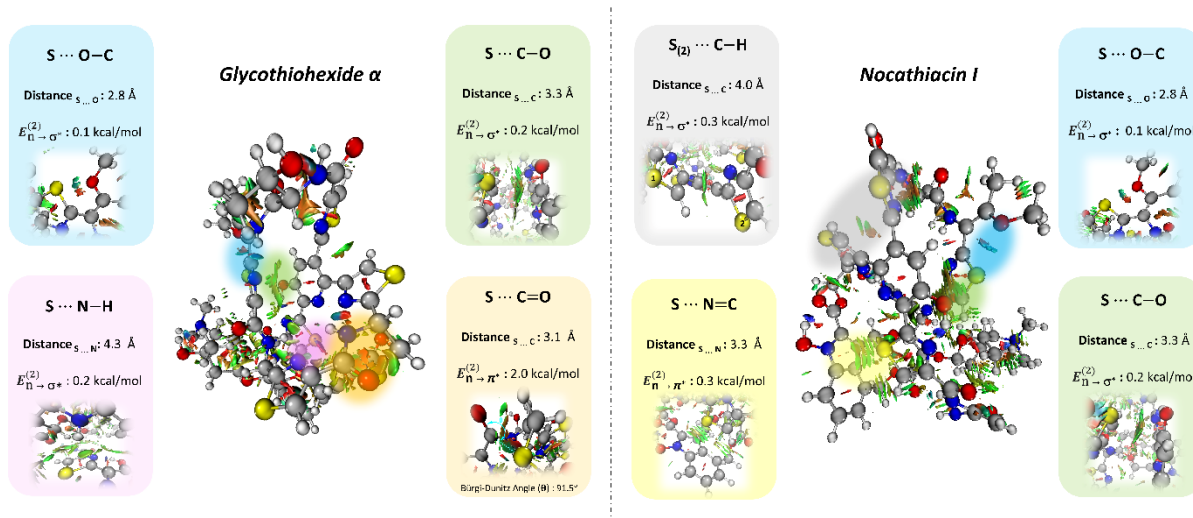 Glycothiohexide α
S ··· O−C
Distance S...O : 2.8 Å
E(2) n→σ* : 0.1 kcal/mol
S ··· C−O
Distance S...C : 3.3 Å
E(2) n→σ* : 0.2 kcal/mol
S ··· N−H
Distance S...N : 4.3 Å
E(2) n→σ* : 0.2 kcal/mol
S ··· C=O
Distance S...C : 3.1 Å
E(2) n→π* : 2.0 kcal/mol
Bürgi-Dunitz Angle (θ) : 91.5°
Nocathiacin I
S(2) ··· C−H
Distance S...C : 4.0 Å
E(2) n→σ* : 0.3 kcal/mol
1
2
S ··· O−C
Distance S...O : 2.8 Å
E(2) n→σ* : 0.1 kcal/mol
S ··· N=C
Distance S...N : 3.3 Å
E(2) n→π* : 0.3 kcal/mol
S ··· C−O
Distance S...C : 3.3 Å
E(2) n→σ* : 0.2 kcal/mol